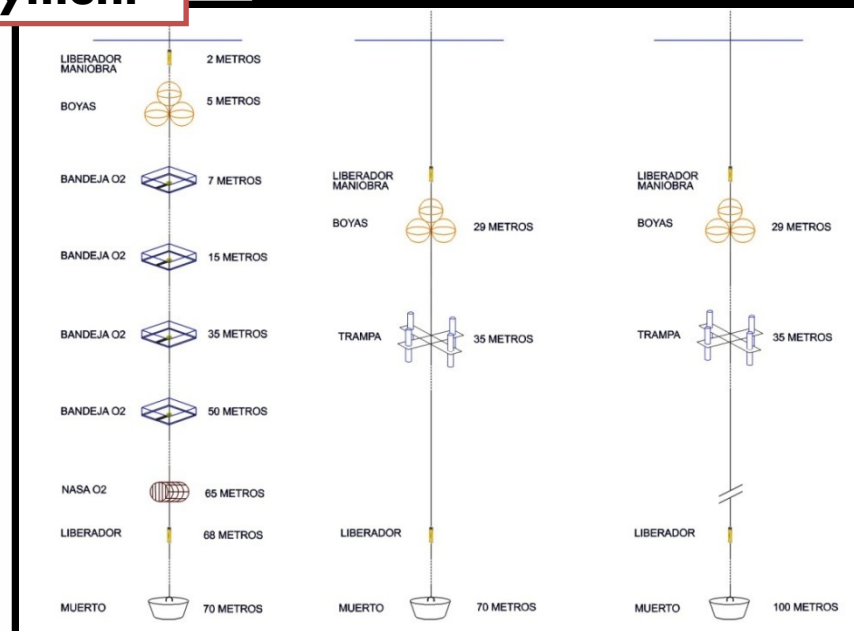 LIBERADOR
MANIOBRA
2 METROS
BOYAS
5 METROS
BANDEJA O2
7 METROS
BANDEJA O2
15 METROS
BANDEJA O2
35 METROS
BANDEJA O2
50 METROS
NASA O2
65 METROS
LIBERADOR
68 METROS
MUERTO
70 METROS
LIBERADOR
MANIOBRA
BOYAS
29 METROS
TRAMPA
35 METROS
LIBERADOR
MUERTO
70 METROS
LIBERADOR
MANIOBRA
BOYAS
29 METROS
TRAMPA
35 METROS
LIBERADOR
MUERTO
100 METROS